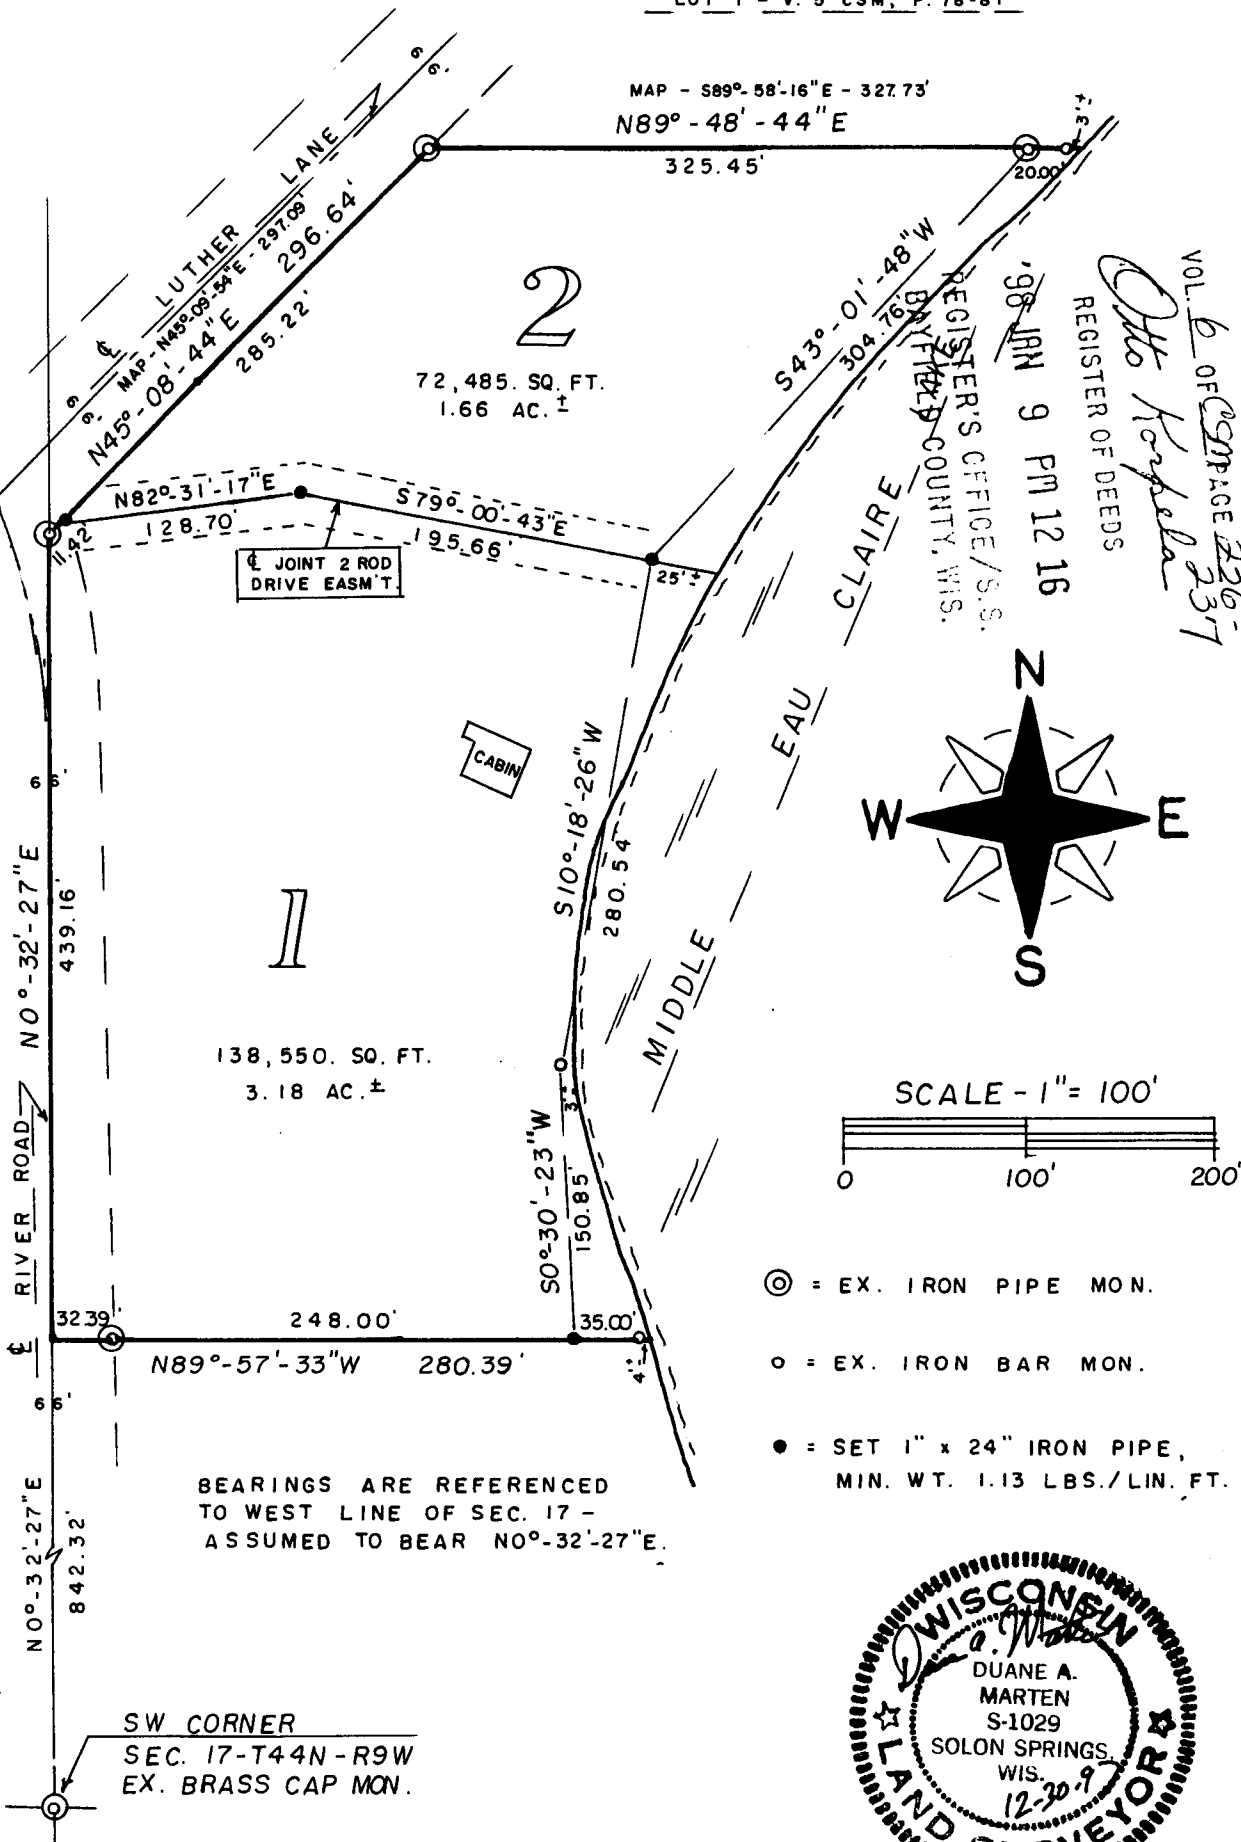 LOT 1 - V. 5 CSM, P. 78-81
MAP - S89°-58'-16"E - 327.73'
N89°-48'-44"E
325.45'
20.00'
3'±
66'
LUTHER LANE
℄
MAP - N45°-09'-54"E - 297.09'
N45°-08'-44"E 296.64'
285.22'
66'
2
72,485. SQ. FT.
1.66 AC.±
S43°-01'-48"W
304.76'
VOL. 6 OF CSM PAGE 226-237
Otto Korpela
REGISTER OF DEEDS
'98 JAN 9 PM 12 16
REGISTER'S OFFICE/S.S.
BAYFIELD COUNTY, WIS.
N82°-31'-17"E
128.70'
11.42'
S79°-00'-43"E
195.66'
25'±
℄ JOINT 2 ROD
DRIVE EASM'T.
MIDDLE EAU CLAIRE
N
W
E
S
CABIN
S10°-18'-26"W
280.54'
66'
N0°-32'-27"E
439.16'
1
138,550. SQ. FT.
3.18 AC.±
3'±
S0°-30'-23"W
150.85'
℄ RIVER ROAD
SCALE - 1" = 100'
0 100' 200'
32.39'
248.00'
35.00'
N89°-57'-33"W 280.39'
4'±
66'
◎ = EX. IRON PIPE MON.
○ = EX. IRON BAR MON.
● = SET 1" x 24" IRON PIPE,
MIN. WT. 1.13 LBS./LIN. FT.
BEARINGS ARE REFERENCED
TO WEST LINE OF SEC. 17 -
ASSUMED TO BEAR N0°-32'-27"E.
N0°-32'-27"E
842.32'
SW CORNER
SEC. 17-T44N-R9W
EX. BRASS CAP MON.
WISCONSIN
DUANE A.
MARTEN
S-1029
SOLON SPRINGS,
WIS.
12-30-97
LAND SURVEYOR